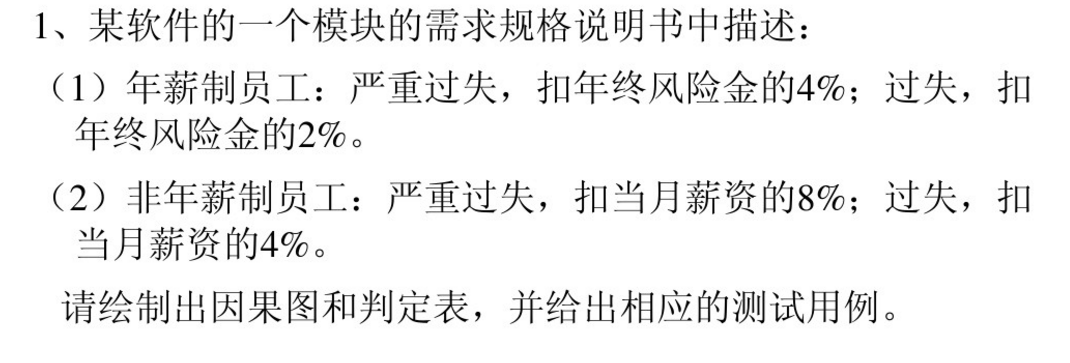 1、某软件的一个模块的需求规格说明书中描述：
（1）年薪制员工：严重过失，扣年终风险金的4%；过失，扣
年终风险金的2%。
（2）非年薪制员工：严重过失，扣当月薪资的8%；过失，扣
当月薪资的4%。
请绘制出因果图和判定表，并给出相应的测试用例。